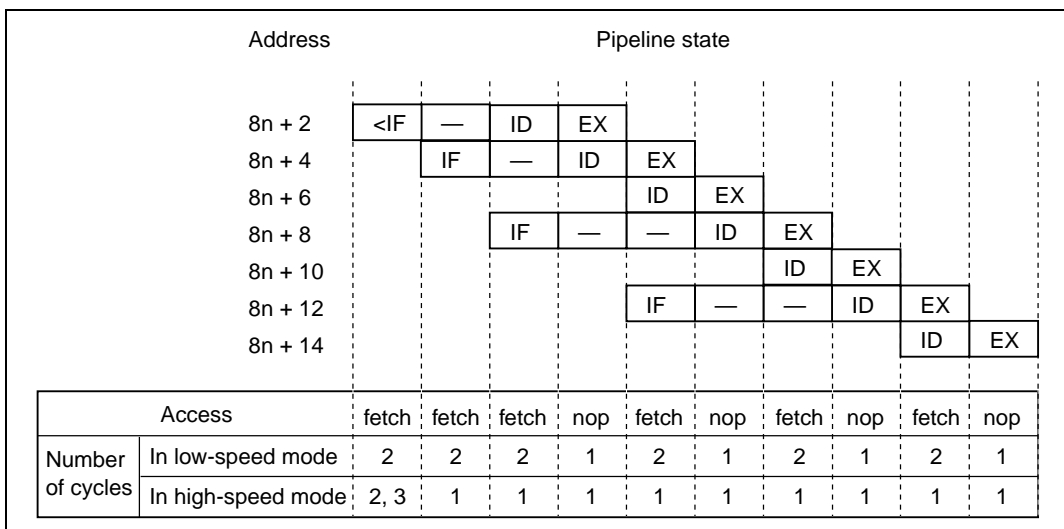 Address Pipeline state
8n + 2 <IF — ID EX
8n + 4 IF — ID EX
8n + 6 ID EX
8n + 8 IF — — ID EX
8n + 10 ID EX
8n + 12 IF — — ID EX
8n + 14 ID EX
Access fetch fetch fetch nop fetch nop fetch nop fetch nop
Number of cycles In low-speed mode 2 2 2 1 2 1 2 1 2 1
In high-speed mode 2, 3 1 1 1 1 1 1 1 1 1